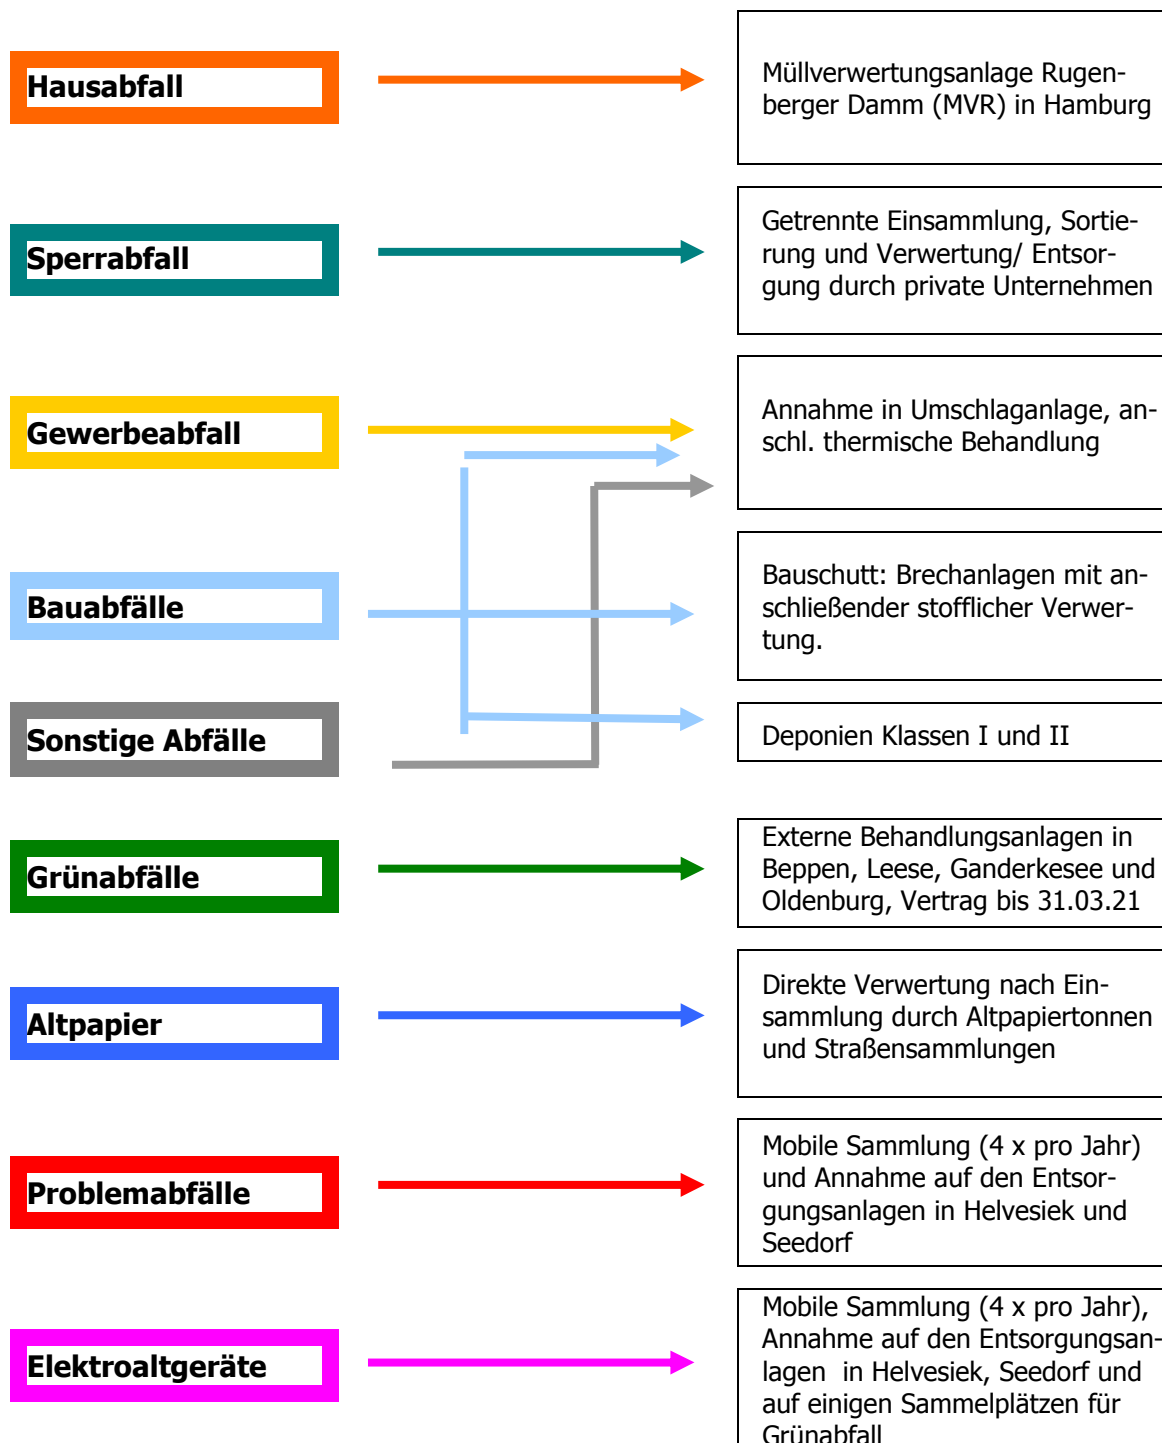 Hausabfall
Müllverwertungsanlage Rugen-
berger Damm (MVR) in Hamburg
Sperrabfall
Getrennte Einsammlung, Sortie-
rung und Verwertung/ Entsor-
gung durch private Unternehmen
Gewerbeabfall
Annahme in Umschlaganlage, an-
schl. thermische Behandlung
Bauabfälle
Bauschutt: Brechanlagen mit an-
schließender stofflicher Verwer-
tung.
Sonstige Abfälle
Deponien Klassen I und II
Grünabfälle
Externe Behandlungsanlagen in
Beppen, Leese, Ganderkesee und
Oldenburg, Vertrag bis 31.03.21
Altpapier
Direkte Verwertung nach Ein-
sammlung durch Altpapiertonnen
und Straßensammlungen
Problemabfälle
Mobile Sammlung (4 x pro Jahr)
und Annahme auf den Entsor-
gungsanlagen in Helvesiek und
Seedorf
Elektroaltgeräte
Mobile Sammlung (4 x pro Jahr),
Annahme auf den Entsorgungsan-
lagen in Helvesiek, Seedorf und
auf einigen Sammelplätzen für
Grünabfall